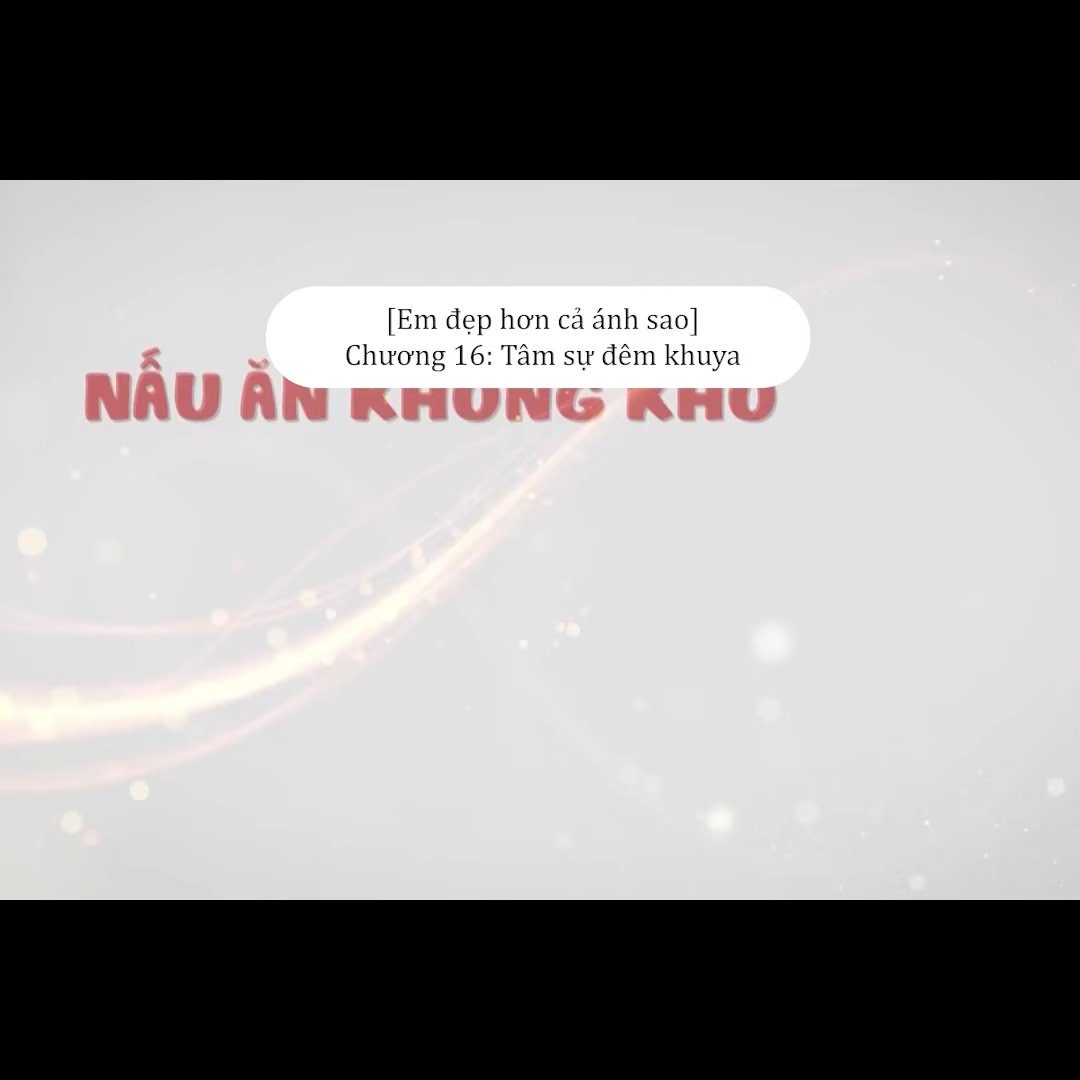 [Em đẹp hơn cả ánh sao]
Chương 16: Tâm sự đêm khuya
NẤU ĂN